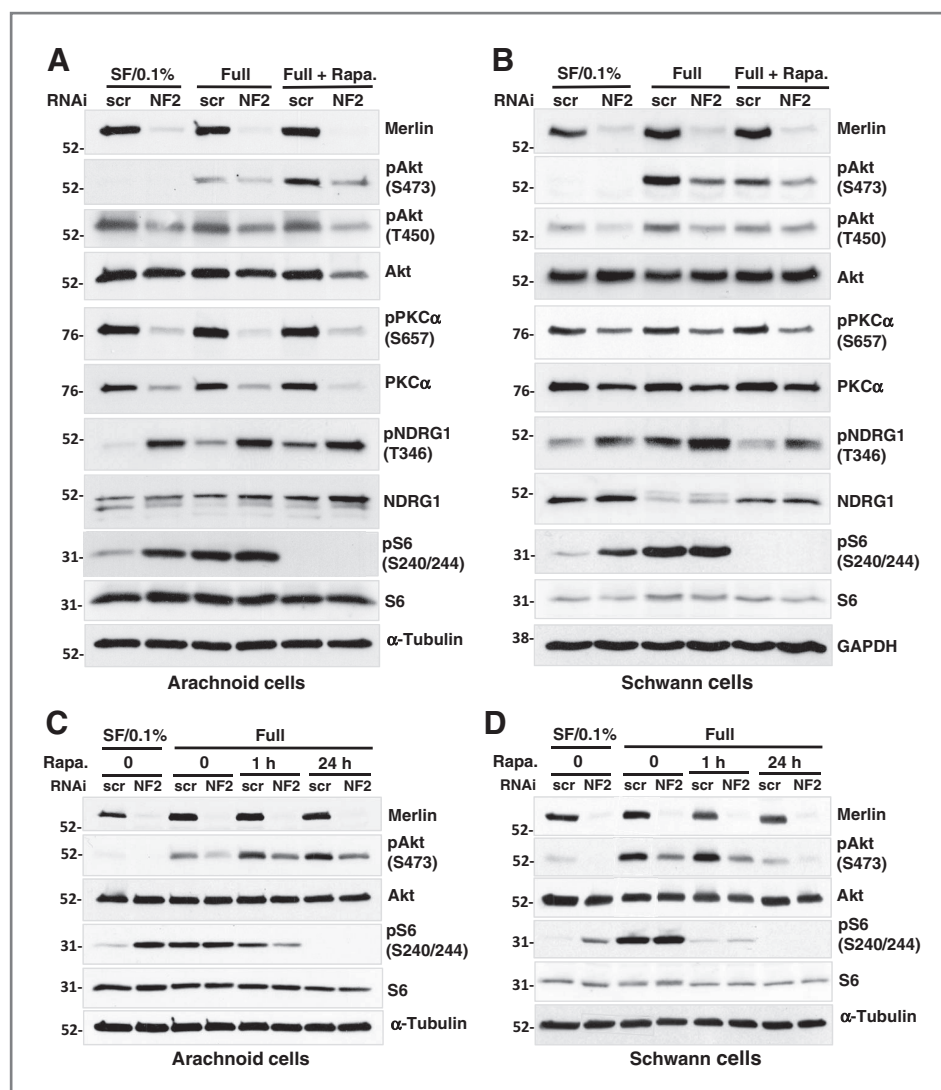 A
SF/0.1% Full Full + Rapa.
RNAi scr NF2 scr NF2 scr NF2
52- Merlin
52- pAkt
(S473)
52- pAkt
(T450)
52- Akt
76- pPKCα
(S657)
76- PKCα
52- pNDRG1
(T346)
52- NDRG1
31- pS6
(S240/244)
31- S6
52- α-Tubulin
Arachnoid cells
B
SF/0.1% Full Full + Rapa.
scr NF2 scr NF2 scr NF2
52- Merlin
52- pAkt
(S473)
52- pAkt
(T450)
52- Akt
76- pPKCα
(S657)
76- PKCα
52- pNDRG1
(T346)
52- NDRG1
31- pS6
(S240/244)
31- S6
38- GAPDH
Schwann cells
C
SF/0.1% Full
Rapa. 0 0 1 h 24 h
RNAi scr NF2 scr NF2 scr NF2 scr NF2
52- Merlin
52- pAkt
(S473)
52- Akt
31- pS6
(S240/244)
31- S6
52- α-Tubulin
Arachnoid cells
D
SF/0.1% Full
Rapa. 0 0 1 h 24 h
RNAi scr NF2 scr NF2 scr NF2 scr NF2
52- Merlin
52- pAkt
(S473)
52- Akt
31- pS6
(S240/244)
31- S6
52- α-Tubulin
Schwann cells